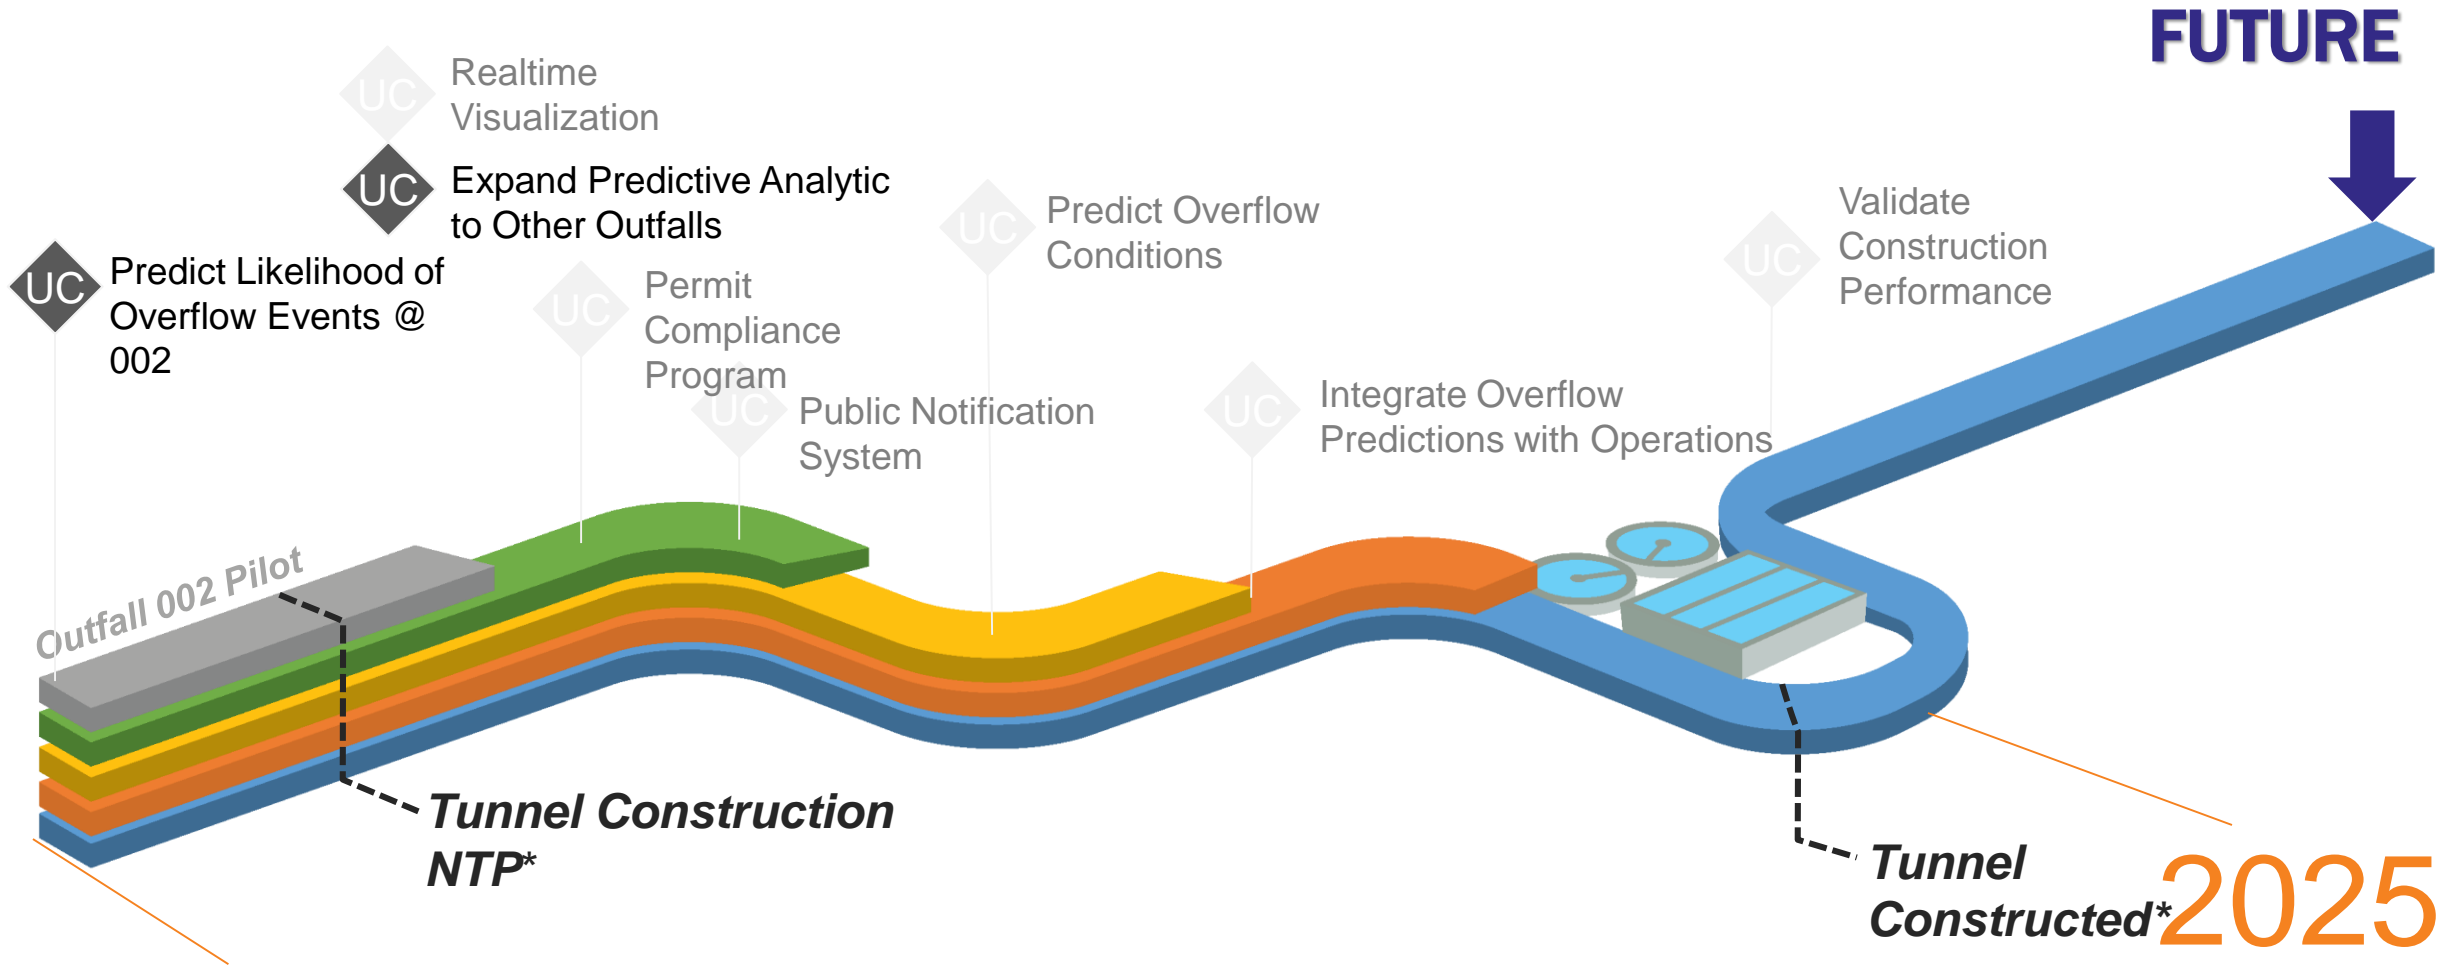 FUTURE
UC
Realtime
Visualization
UC
Expand Predictive Analytic
to Other Outfalls
UC
Predict Likelihood of
Overflow Events @
002
UC
Permit
Compliance
Program
UC
Public Notification
System
UC
Predict Overflow
Conditions
UC
Integrate Overflow
Predictions with Operations
UC
Validate
Construction
Performance
Outfall 002 Pilot
Tunnel Construction
NTP*
Tunnel
Constructed*
2025